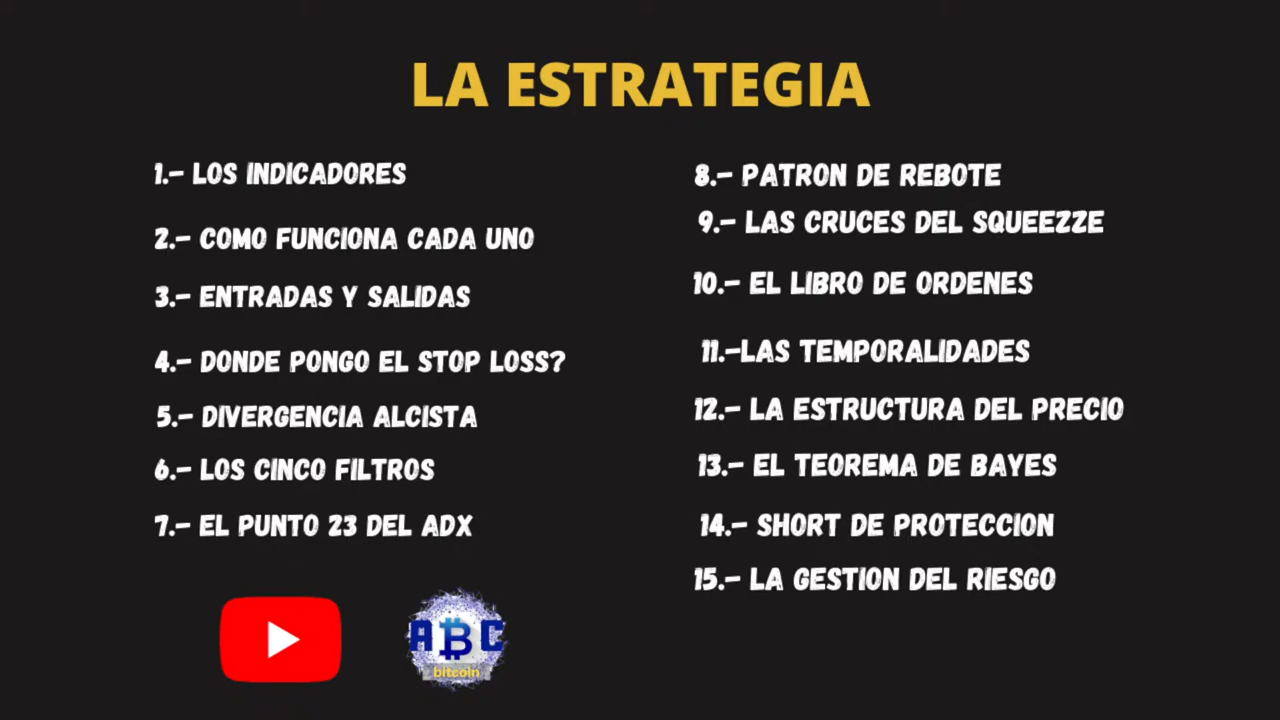 LA ESTRATEGIA
1.- LOS INDICADORES
2.- COMO FUNCIONA CADA UNO
3.- ENTRADAS Y SALIDAS
4.- DONDE PONGO EL STOP LOSS?
5.- DIVERGENCIA ALCISTA
6.- LOS CINCO FILTROS
7.- EL PUNTO 23 DEL ADX
8.- PATRON DE REBOTE
9.- LAS CRUCES DEL SQUEEZZE
10.- EL LIBRO DE ORDENES
11.-LAS TEMPORALIDADES
12.- LA ESTRUCTURA DEL PRECIO
13.- EL TEOREMA DE BAYES
14.- SHORT DE PROTECCION
15.- LA GESTION DEL RIESGO
ABC
bitcoin